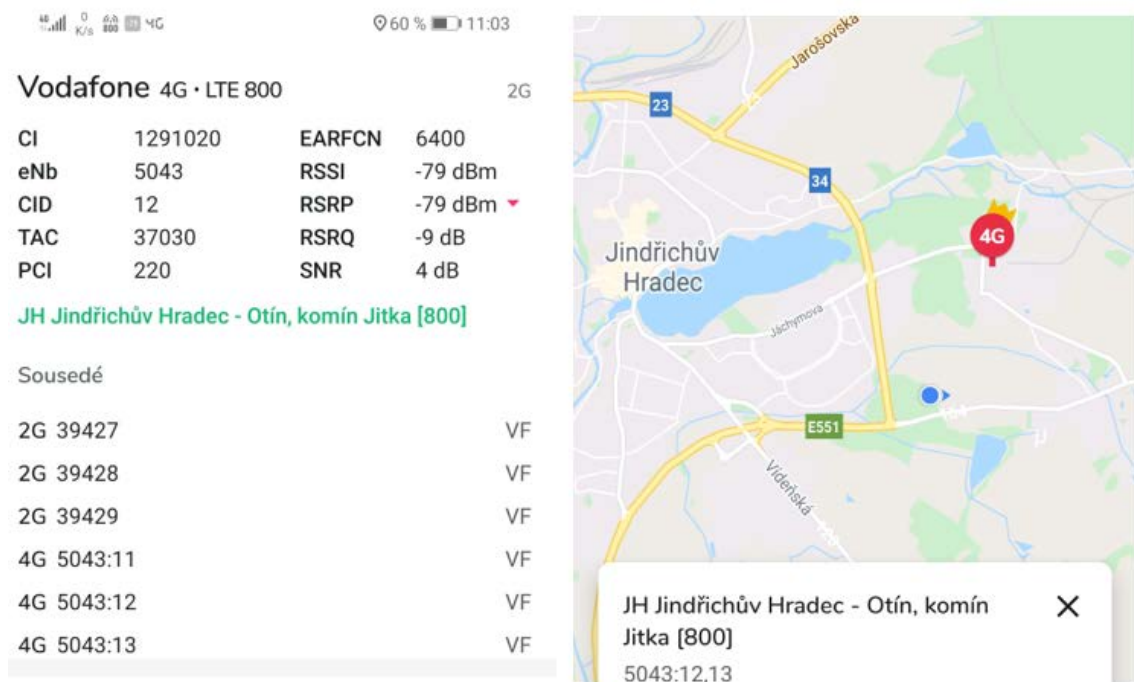 0 K/s 800 4G 60 % 11:03
Vodafone 4G · LTE 800 2G
CI 1291020 EARFCN 6400
eNb 5043 RSSI -79 dBm
CID 12 RSRP -79 dBm
TAC 37030 RSRQ -9 dB
PCI 220 SNR 4 dB
JH Jindřichův Hradec - Otín, komín Jitka [800]
Sousedé
2G 39427 VF
2G 39428 VF
2G 39429 VF
4G 5043:11 VF
4G 5043:12 VF
4G 5043:13 VF
Jarošovská
23
34
4G
Jindřichův
Hradec
Jáchymova
E551
Vídeňská
JH Jindřichův Hradec - Otín, komín
Jitka [800]
5043:12,13